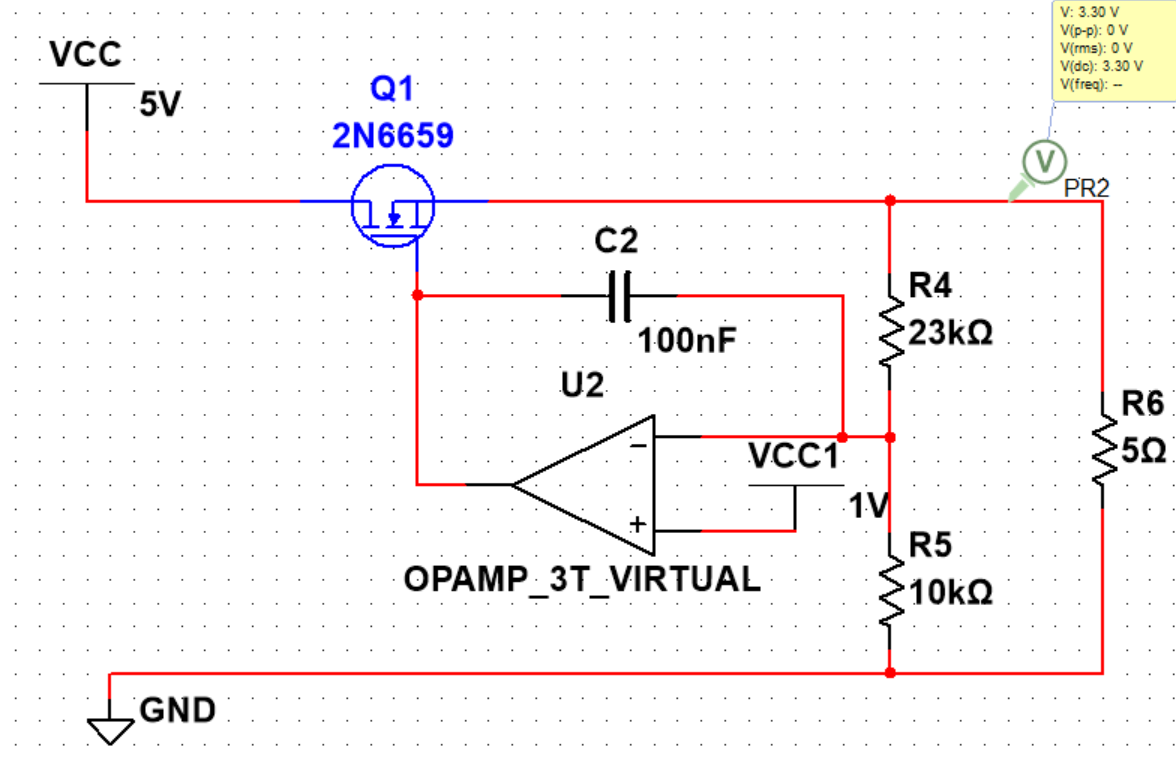 V: 3.30 V
V(p-p): 0 V
V(rms): 0 V
V(dc): 3.30 V
V(freq): --
VCC
5V
Q1
2N6659
V
PR2
C2
100nF
R4
23kΩ
U2
R6
5Ω
VCC1
1V
−
+
R5
10kΩ
OPAMP_3T_VIRTUAL
GND